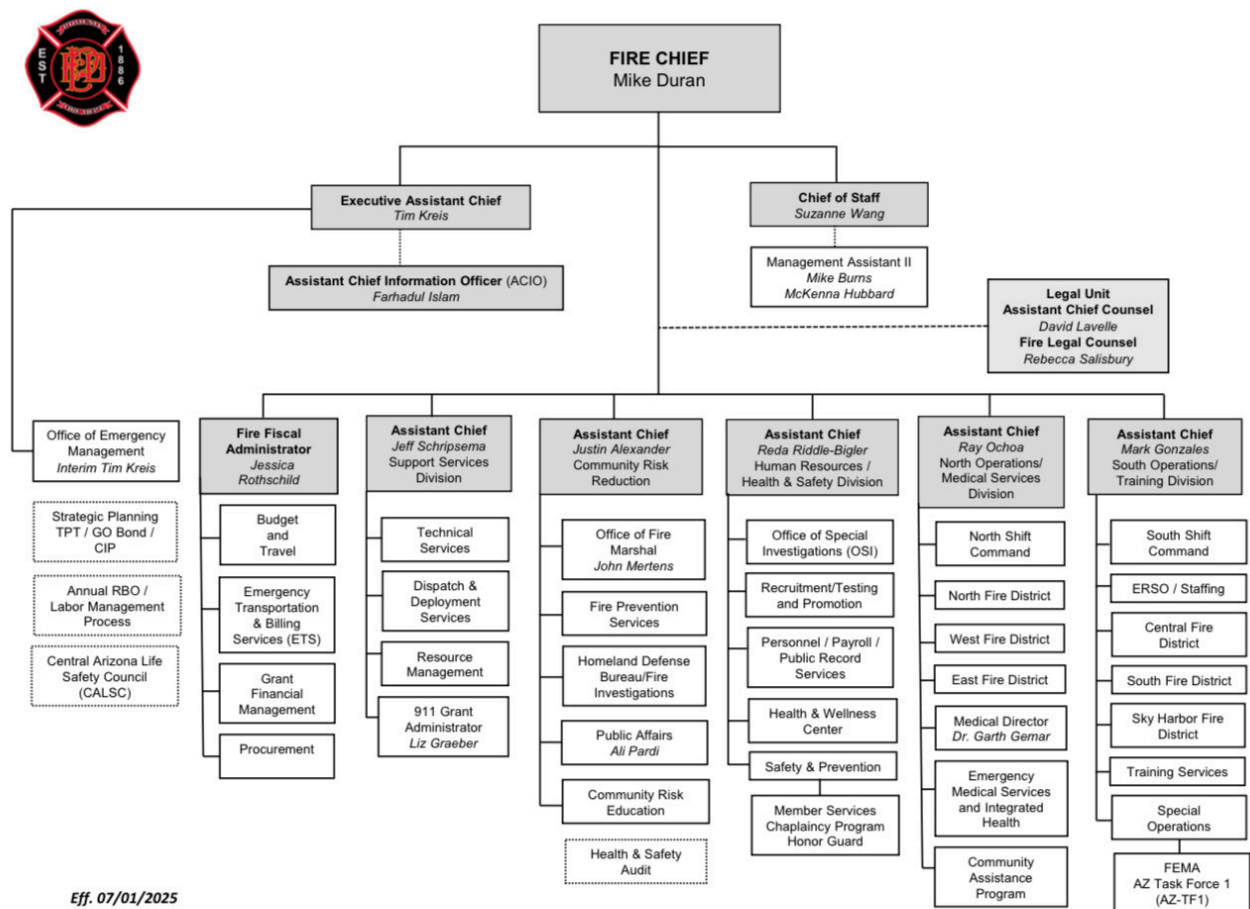 EST
1886
FIRE CHIEF
Mike Duran
Executive Assistant Chief
Tim Kreis
Chief of Staff
Suzanne Wang
Assistant Chief Information Officer (ACIO)
Farhadul Islam
Management Assistant II
Mike Burns
McKenna Hubbard
Legal Unit
Assistant Chief Counsel
David Lavelle
Fire Legal Counsel
Rebecca Salisbury
Office of Emergency
Management
Interim Tim Kreis
Strategic Planning
TPT / GO Bond /
CIP
Annual RBO /
Labor Management
Process
Central Arizona Life
Safety Council
(CALSC)
Fire Fiscal
Administrator
Jessica
Rothschild
Budget
and
Travel
Emergency
Transportation
& Billing
Services (ETS)
Grant
Financial
Management
Procurement
Assistant Chief
Jeff Schripsema
Support Services
Division
Technical
Services
Dispatch &
Deployment
Services
Resource
Management
911 Grant
Administrator
Liz Graeber
Assistant Chief
Justin Alexander
Community Risk
Reduction
Office of Fire
Marshal
John Mertens
Fire Prevention
Services
Homeland Defense
Bureau/Fire
Investigations
Public Affairs
Ali Pardi
Community Risk
Education
Health & Safety
Audit
Assistant Chief
Reda Riddle-Bigler
Human Resources /
Health & Safety Division
Office of Special
Investigations (OSI)
Recruitment/Testing
and Promotion
Personnel / Payroll /
Public Record
Services
Health & Wellness
Center
Safety & Prevention
Member Services
Chaplaincy Program
Honor Guard
Assistant Chief
Ray Ochoa
North Operations/
Medical Services
Division
North Shift
Command
North Fire District
West Fire District
East Fire District
Medical Director
Dr. Garth Gemar
Emergency
Medical Services
and Integrated
Health
Community
Assistance
Program
Assistant Chief
Mark Gonzales
South Operations/
Training Division
South Shift
Command
ERSO / Staffing
Central Fire
District
South Fire District
Sky Harbor Fire
District
Training Services
Special
Operations
FEMA
AZ Task Force 1
(AZ-TF1)
Eff. 07/01/2025